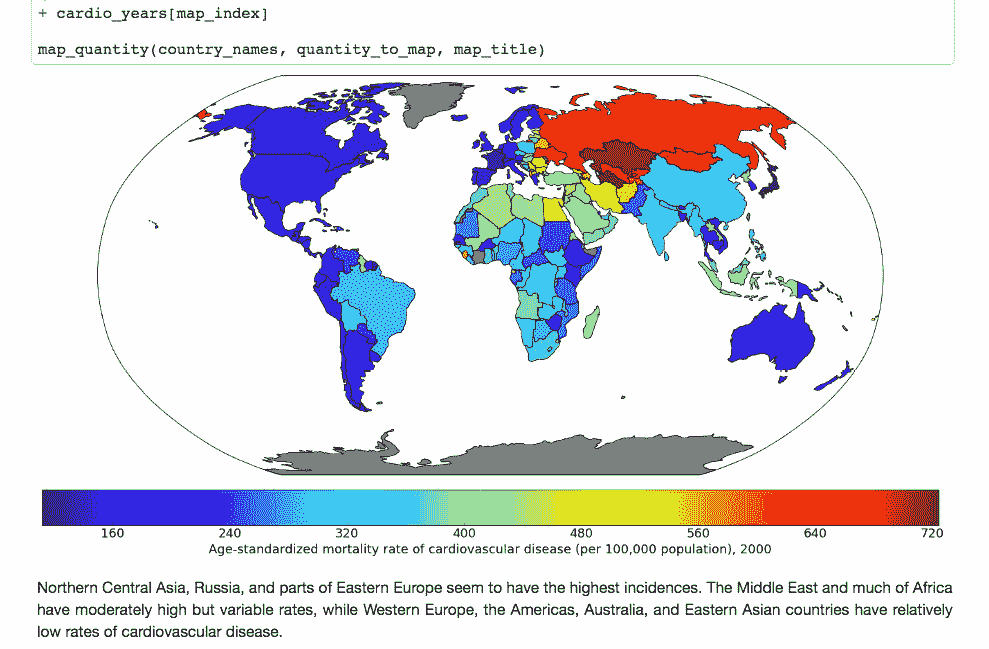 + cardio_years[map_index]
map_quantity(country_names, quantity_to_map, map_title)
160 240 320 400 480 560 640 720
Age-standardized mortality rate of cardiovascular disease (per 100,000 population), 2000
Northern Central Asia, Russia, and parts of Eastern Europe seem to have the highest incidences. The Middle East and much of Africa
have moderately high but variable rates, while Western Europe, the Americas, Australia, and Eastern Asian countries have relatively
low rates of cardiovascular disease.